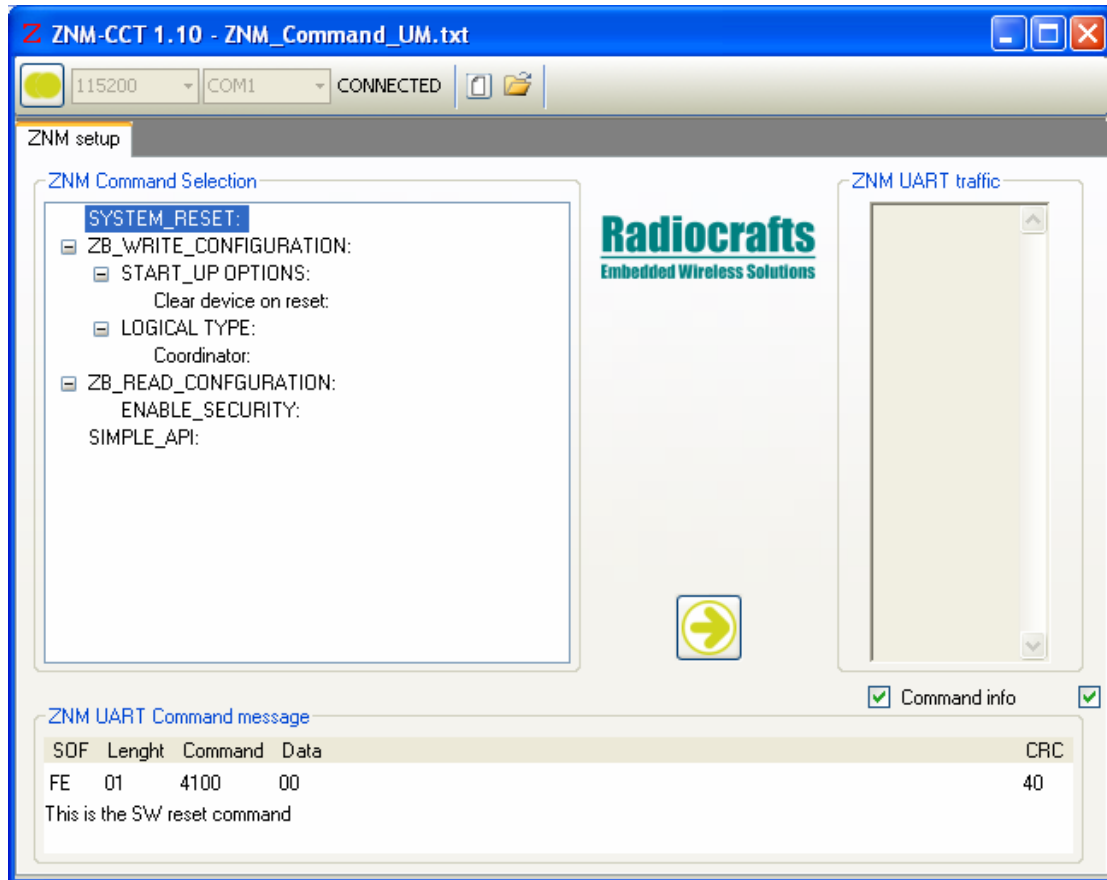 Z ZNM-CCT 1.10 - ZNM_Command_UM.txt
115200 COM1 CONNECTED
ZNM setup
ZNM Command Selection
SYSTEM_RESET:
ZB_WRITE_CONFIGURATION:
START_UP OPTIONS:
Clear device on reset:
LOGICAL TYPE:
Coordinator:
ZB_READ_CONFGURATION:
ENABLE_SECURITY:
SIMPLE_API:
Radiocrafts
Embedded Wireless Solutions
ZNM UART traffic
Command info
ZNM UART Command message
SOF Lenght Command Data CRC
FE 01 4100 00 40
This is the SW reset command